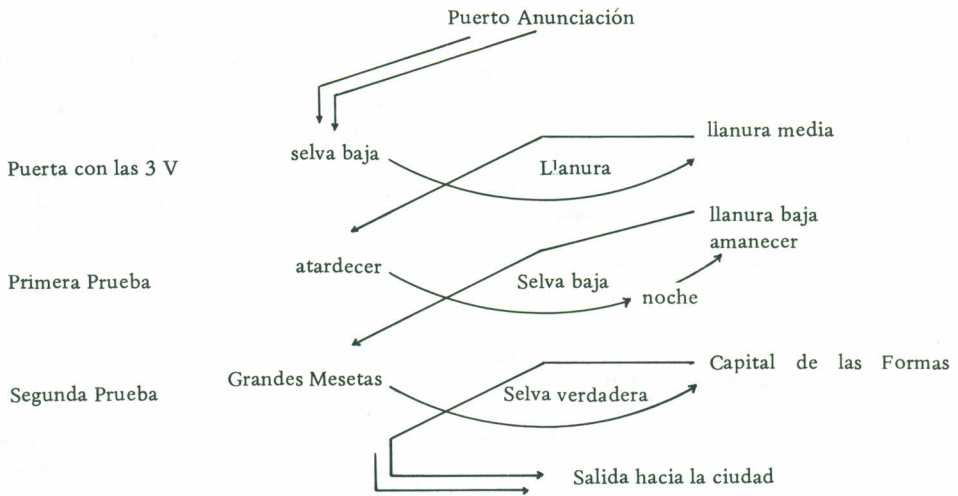 Puerto Anunciación
llanura media
selva baja
Puerta con las 3 V
Llanura
llanura baja
amanecer
atardecer
Primera Prueba
Selva baja
noche
Capital de las Formas
Grandes Mesetas
Segunda Prueba
Selva verdadera
Salida hacia la ciudad